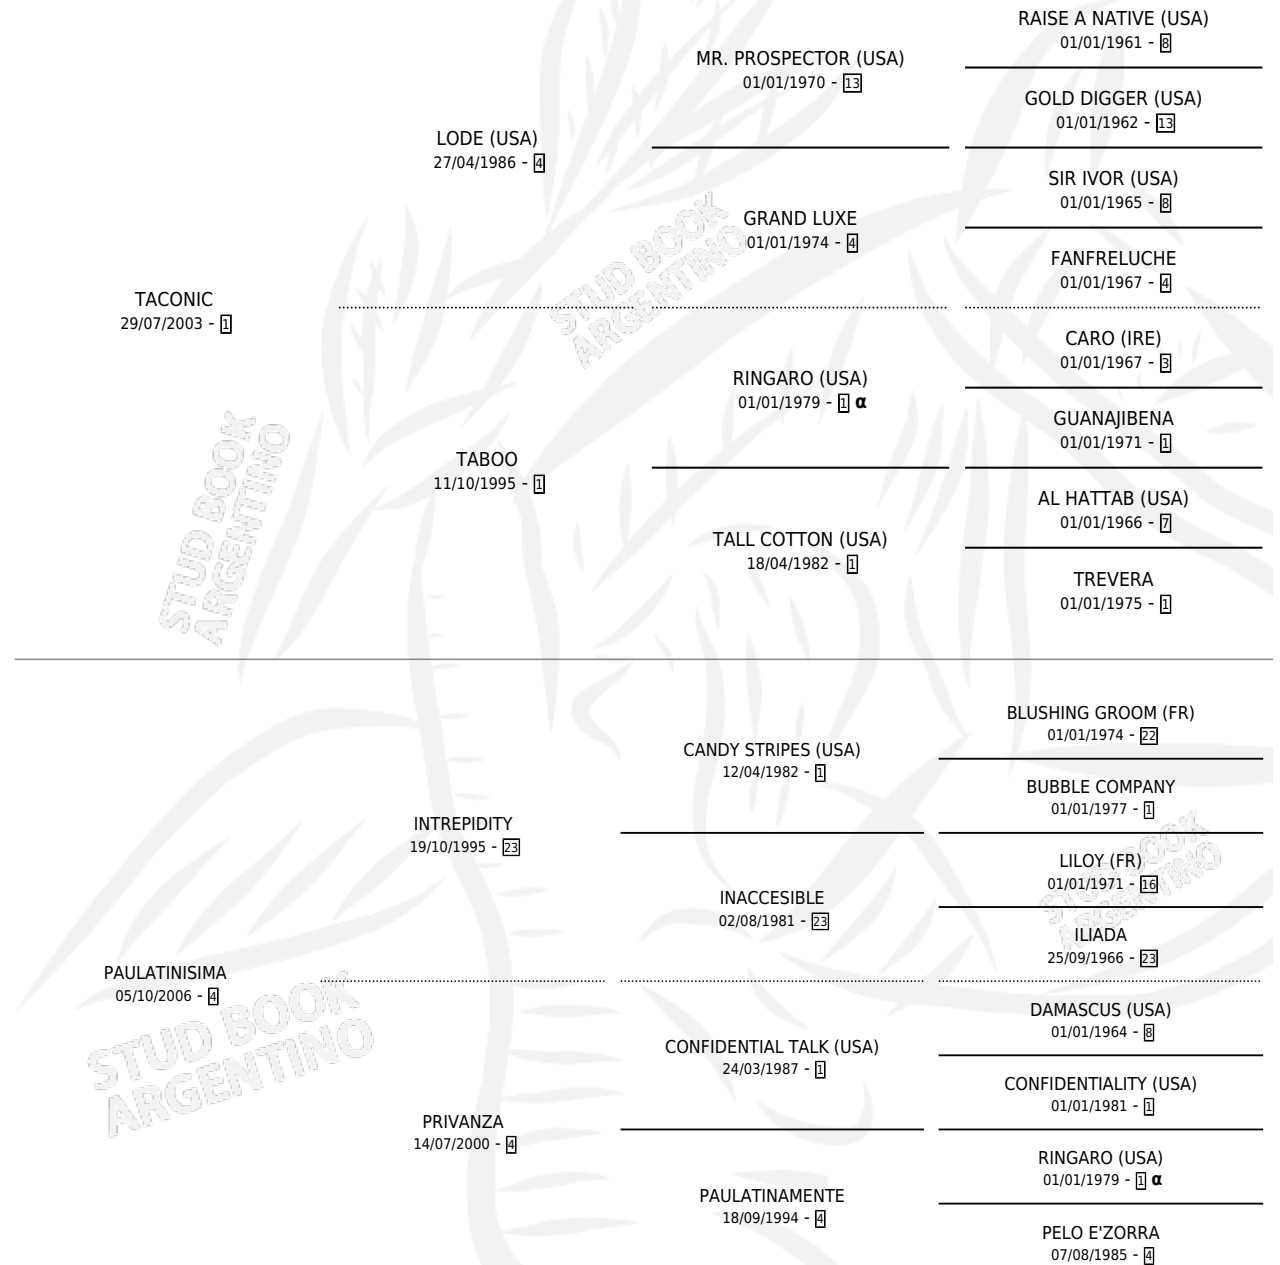 RAISE A NATIVE (USA)
01/01/1961 - 8
MR. PROSPECTOR (USA)
01/01/1970 - 13
GOLD DIGGER (USA)
01/01/1962 - 13
LODE (USA)
27/04/1986 - 4
SIR IVOR (USA)
01/01/1965 - 8
GRAND LUXE
01/01/1974 - 4
FANFRELUCHE
01/01/1967 - 4
TACONIC
29/07/2003 - 1
CARO (IRE)
01/01/1967 - 3
RINGARO (USA)
01/01/1979 - 1 α
GUANAJIBENA
01/01/1971 - 1
TABOO
11/10/1995 - 1
AL HATTAB (USA)
01/01/1966 - 7
TALL COTTON (USA)
18/04/1982 - 1
TREVERA
01/01/1975 - 1
BLUSHING GROOM (FR)
01/01/1974 - 22
CANDY STRIPES (USA)
12/04/1982 - 1
BUBBLE COMPANY
01/01/1977 - 1
INTREPIDITY
19/10/1995 - 23
LILOY (FR)
01/01/1971 - 16
INACCESIBLE
02/08/1981 - 23
ILIADA
25/09/1966 - 23
PAULATINISIMA
05/10/2006 - 4
DAMASCUS (USA)
01/01/1964 - 8
CONFIDENTIAL TALK (USA)
24/03/1987 - 1
CONFIDENTIALITY (USA)
01/01/1981 - 1
PRIVANZA
14/07/2000 - 4
RINGARO (USA)
01/01/1979 - 1 α
PAULATINAMENTE
18/09/1994 - 4
PELO E'ZORRA
07/08/1985 - 4
STUD BOOK
ARGENTINO
STUD BOOK
ARGENTINO
STUD BOOK
ARGENTINO
STUD BOOK
ARGENTINO